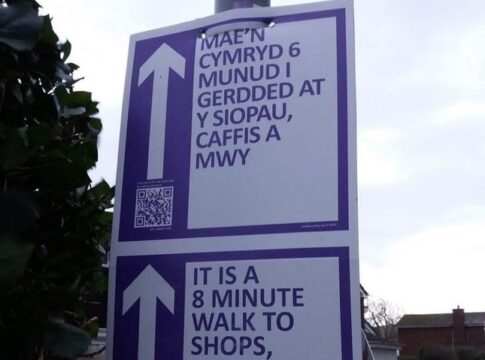 MAE'N
CYMRYD 6
MUNUD I
GERDDED AT
Y SIOPAU,
CAFFIS A
MWY
IT IS A
8 MINUTE
WALK TO
SHOPS,